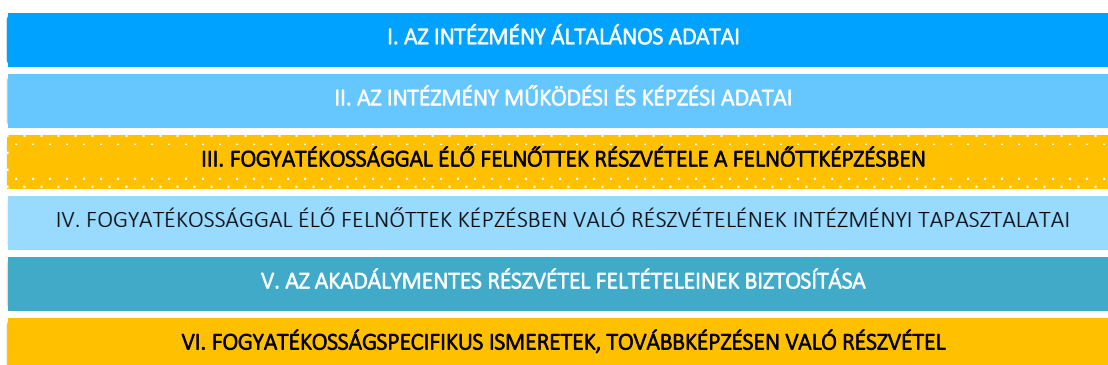 I. AZ INTÉZMÉNY ÁLTALÁNOS ADATAI
II. AZ INTÉZMÉNY MŰKÖDÉSI ÉS KÉPZÉSI ADATAI
III. FOGYATÉKOSSÁGGAL ÉLŐ FELNŐTTEK RÉSZVÉTELE A FELNŐTTKÉPZÉSBEN
IV. FOGYATÉKOSSÁGGAL ÉLŐ FELNŐTTEK KÉPZÉSBEN VALÓ RÉSZVÉTELÉNEK INTÉZMÉNYI TAPASZTALATAI
V. AZ AKADÁLYMENTES RÉSZVÉTEL FELTÉTELEINEK BIZTOSÍTÁSA
VI. FOGYATÉKOSSÁGSPECIFIKUS ISMERETEK, TOVÁBBKÉPZÉSEN VALÓ RÉSZVÉTEL